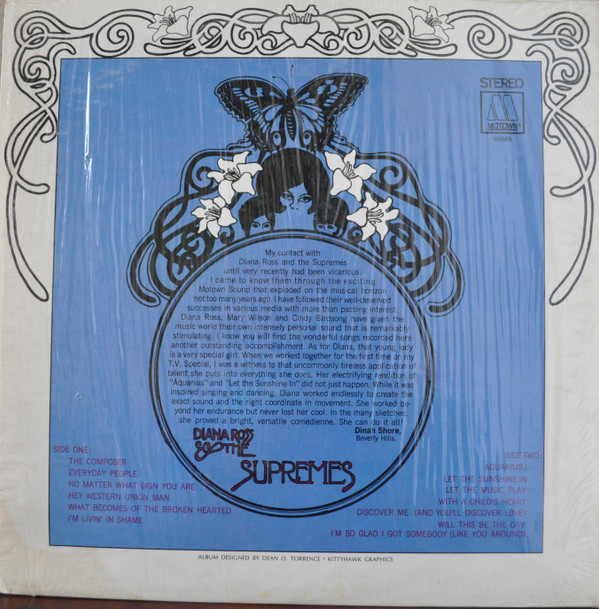 STEREO
MOTOWN
My contact with
Diana Ross and the Supremes
until very recently had been vicarious.
I came to know them through the exciting
Motown Sound that exploded on the musical horizon
not too many years ago. I have followed their well-deserved
successes in various media with more than passing interest.
Diana Ross, Mary Wilson and Cindy Birdsong have given the
music world their own intensely personal sound that is remarkably
stimulating. I know you will find the wonderful songs recorded here
another outstanding accomplishment. As for Diana, that young lady
is a very special girl. When we worked together for the first time on my
T.V. Special, I was a witness to that uncommonly tireless application of
talent she puts into everything she does. Her electrifying rendition of
"Aquarius" and "Let the Sunshine In" did not just happen. While it was
inspired singing and dancing, Diana worked endlessly to create the
exact sound and the right coordinate in movement. She worked be-
yond her endurance but never lost her cool. In the many sketches,
she proved a bright, versatile comedienne. She can do it all!
Dinah Shore,
Beverly Hills.
DIANA ROSS
& THE
SUPREMES
SIDE ONE:
THE COMPOSER
EVERYDAY PEOPLE
NO MATTER WHAT SIGN YOU ARE
HEY WESTERN UNION MAN
WHAT BECOMES OF THE BROKEN HEARTED
I'M LIVIN' IN SHAME
SIDE TWO:
AQUARIUS/
LET THE SUNSHINE IN
LET THE MUSIC PLAY
WITH A CHILD'S HEART
DISCOVER ME (AND YOU'LL DISCOVER LOVE)
WILL THIS BE THE DAY
I'M SO GLAD I GOT SOMEBODY (LIKE YOU AROUND)
ALBUM DESIGNED BY DEAN O. TORRENCE • KITTYHAWK GRAPHICS